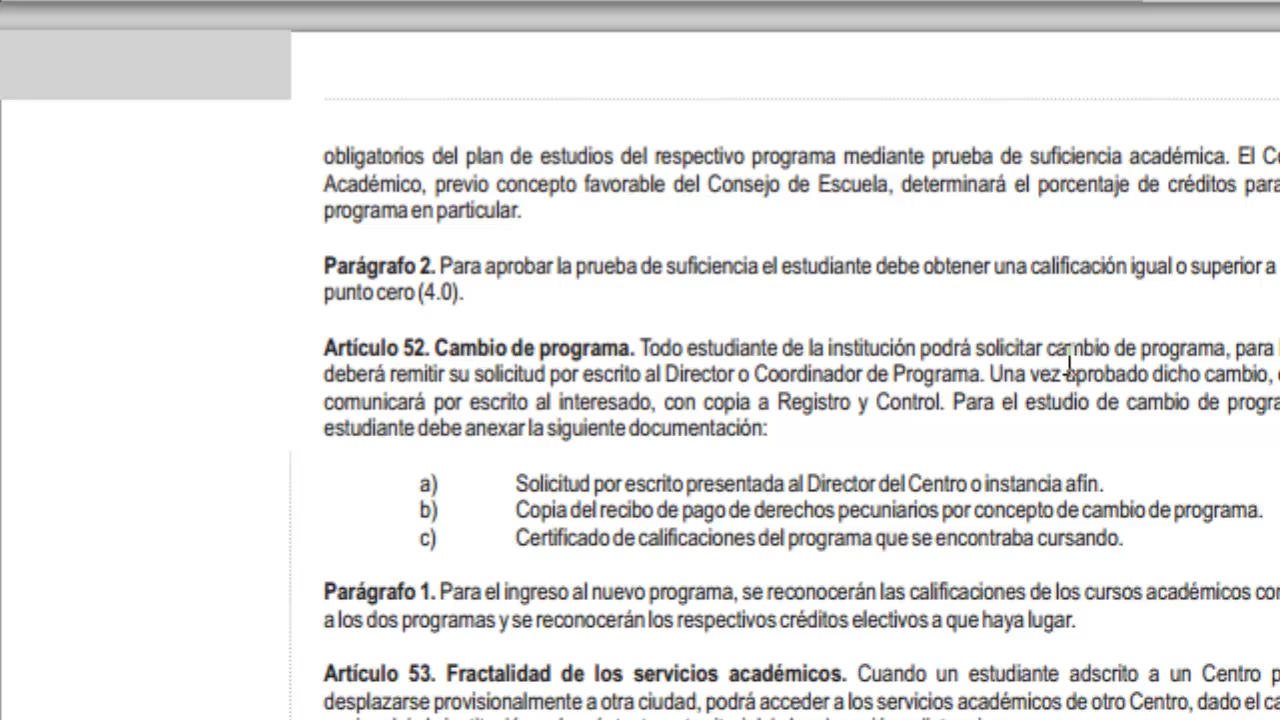 obligatorios del plan de estudios del respectivo programa mediante prueba de suficiencia académica. El
Académico, previo concepto favorable del Consejo de Escuela, determinará el porcentaje de créditos para
programa en particular.
Parágrafo 2. Para aprobar la prueba de suficiencia el estudiante debe obtener una calificación igual o superior a
punto cero (4.0).
Artículo 52. Cambio de programa. Todo estudiante de la institución podrá solicitar cambio de programa, para
deberá remitir su solicitud por escrito al Director o Coordinador de Programa. Una vez aprobado dicho cambio,
comunicará por escrito al interesado, con copia a Registro y Control. Para el estudio de cambio de
estudiante debe anexar la siguiente documentación:
a) Solicitud por escrito presentada al Director del Centro o instancia afín.
b) Copia del recibo de pago de derechos pecuniarios por concepto de cambio de programa.
c) Certificado de calificaciones del programa que se encontraba cursando.
Parágrafo 1. Para el ingreso al nuevo programa, se reconocerán las calificaciones de los cursos académicos
a los dos programas y se reconocerán los respectivos créditos electivos a que haya lugar.
Artículo 53. Fractalidad de los servicios académicos. Cuando un estudiante adscrito a un Centro
desplazarse provisionalmente a otra ciudad, podrá acceder a los servicios académicos de otro Centro, dado el